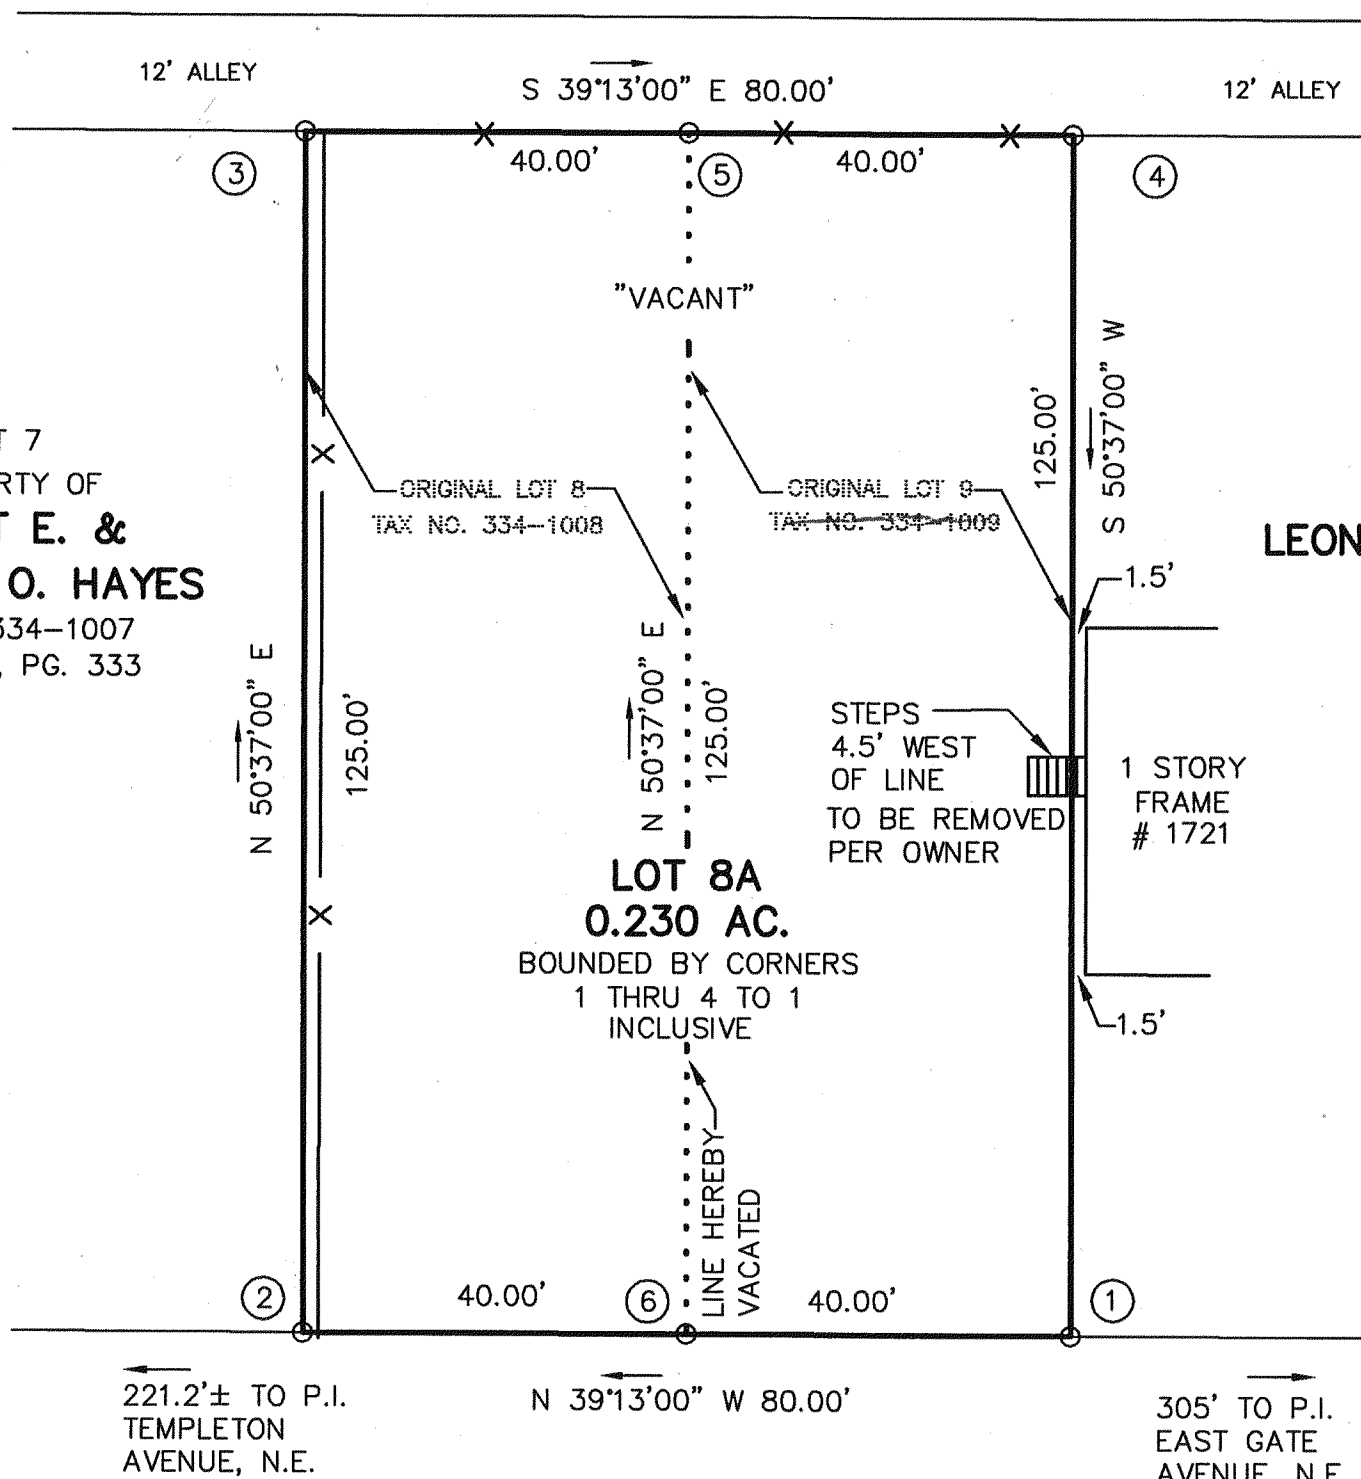 12' ALLEY
S 39°13'00" E 80.00'
12' ALLEY
40.00'
40.00'
3
5
4
"VACANT"
S 50°37'00" W
125.00'
7
OF
E. &
O. HAYES
334-1007
, PG. 333
ORIGINAL LOT 8
TAX NO. 334-1008
ORIGINAL LOT 9
TAX NO. 334-1009
LEON
1.5'
N 50°37'00" E
125.00'
N 50°37'00" E
125.00'
STEPS
4.5' WEST
OF LINE
TO BE REMOVED
PER OWNER
1 STORY
FRAME
# 1721
LOT 8A
0.230 AC.
BOUNDED BY CORNERS
1 THRU 4 TO 1
INCLUSIVE
1.5'
LINE HEREBY
VACATED
2
40.00'
6
40.00'
1
221.2'± TO P.I.
TEMPLETON
AVENUE, N.E.
N 39°13'00" W 80.00'
305' TO P.I.
EAST GATE
AVENUE, N.E.